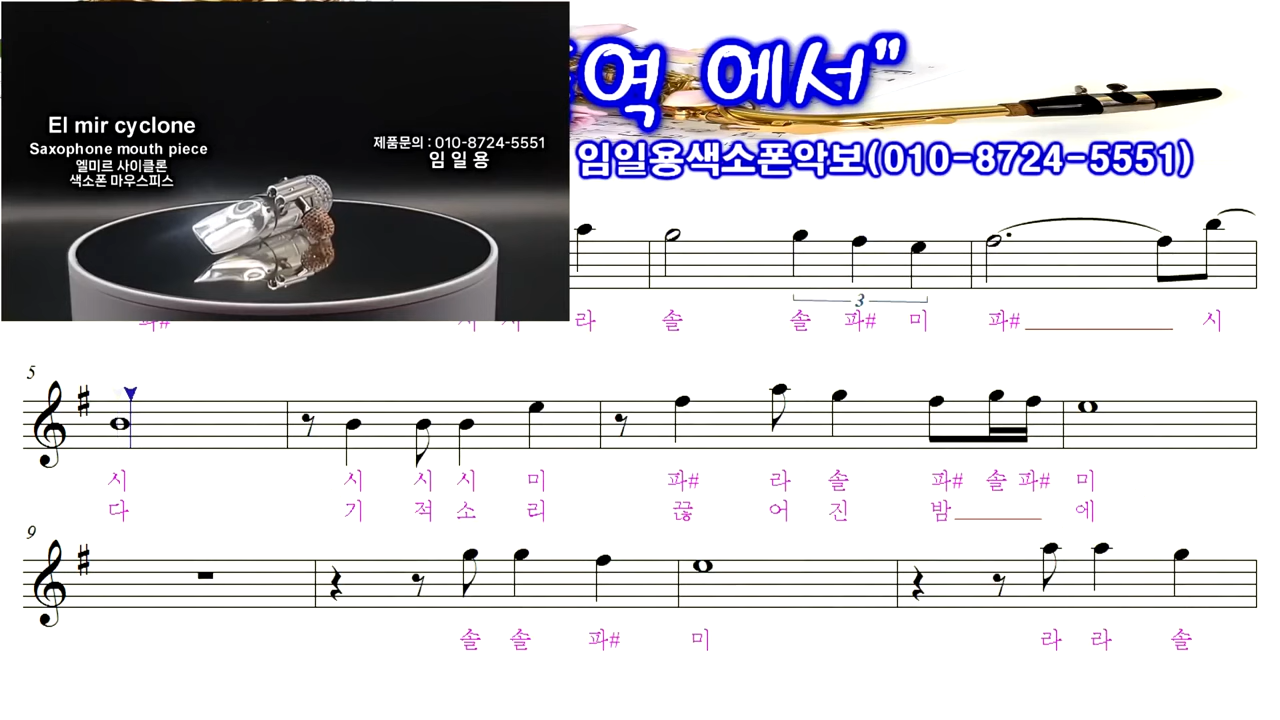 역 에서"
임일용색소폰악보(010-8724-5551)
El mir cyclone
Saxophone mouth piece
엘미르 사이클론
색소폰 마우스피스
제품문의 : 010-8724-5551
임 일 용
3
파# 시 시 라 솔 솔 파# 미 파# 시
5
시 시 시 시 미 파# 라 솔 파# 솔 파# 미
다 기 적 소 리 끊 어 진 밤 에
9
솔 솔 파# 미 라 라 솔